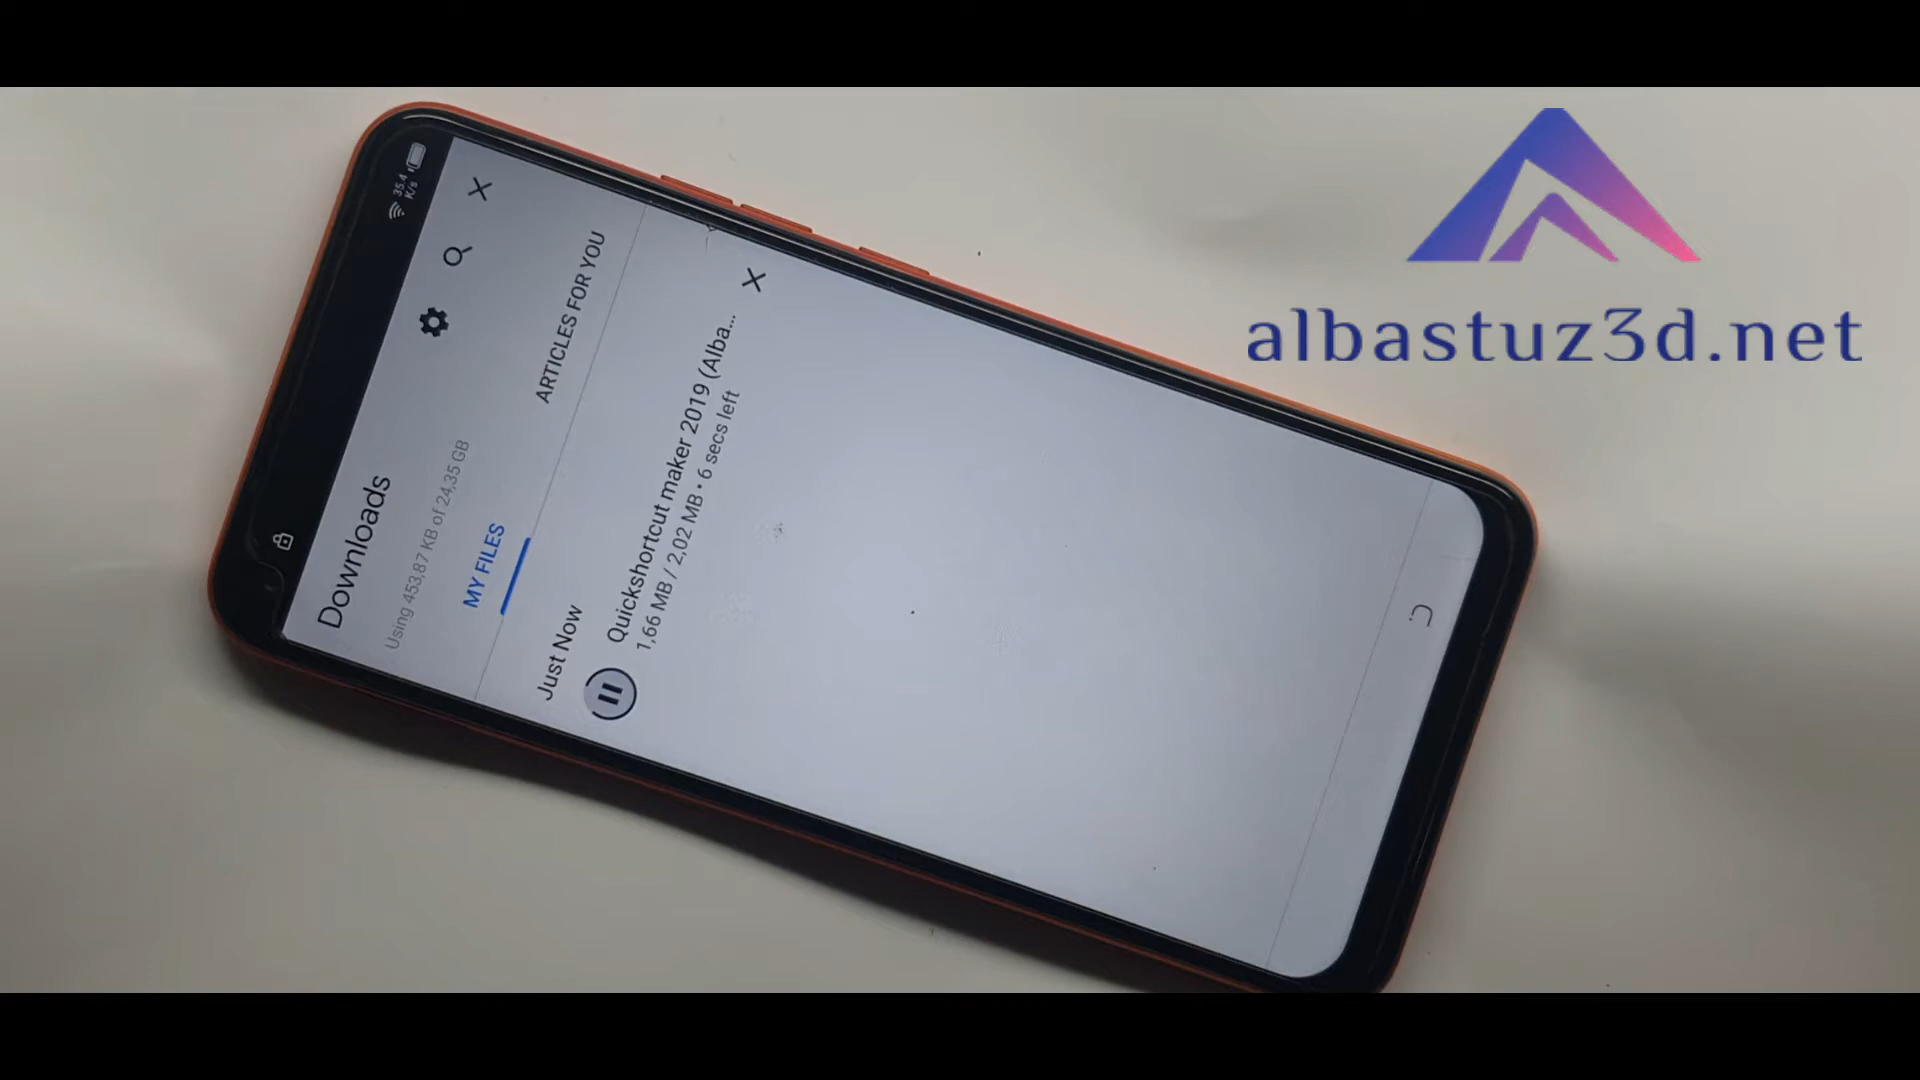 35.4
K/s
Downloads
Using 453,87 KB of 24,35 GB
MY FILES
ARTICLES FOR YOU
Just Now
Quickshortcut maker 2019 (Alba...
1,66 MB / 2,02 MB • 6 secs left
albastuz3d.net